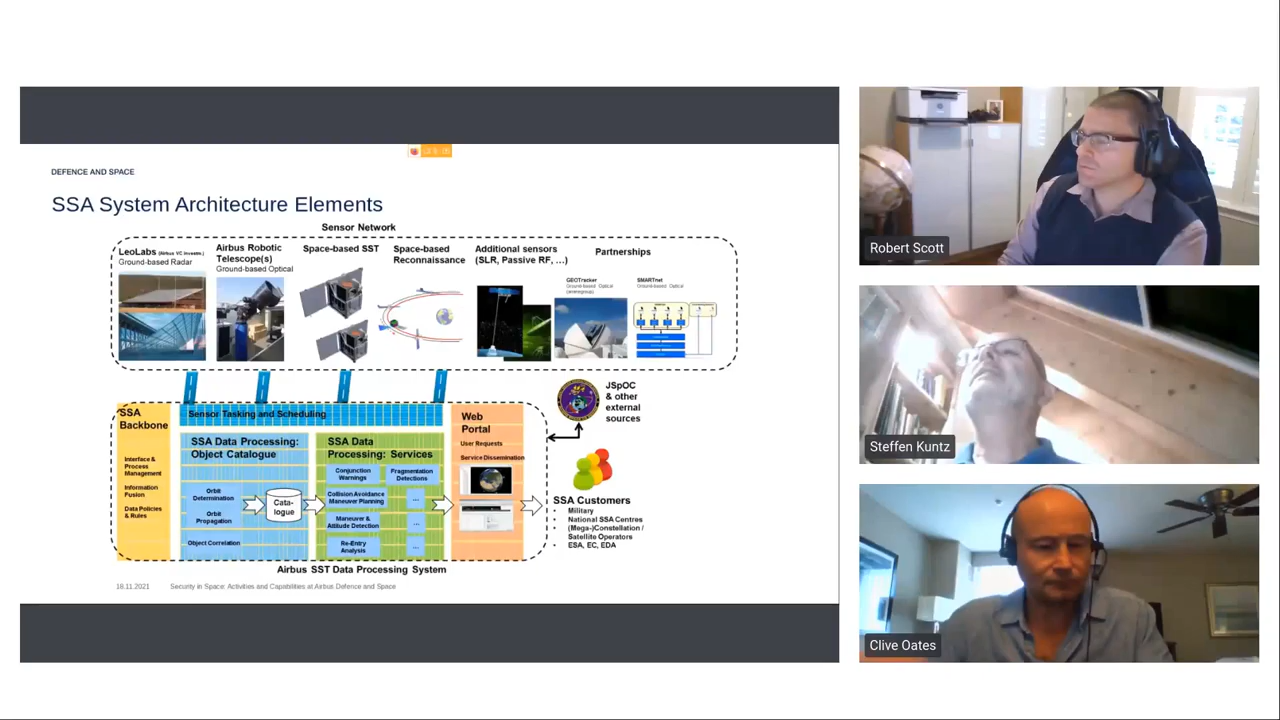 DEFENCE AND SPACE
SSA System Architecture Elements
Sensor Network
LeoLabs (Airbus VC Investm.)
Ground-based Radar
Airbus Robotic
Telescope(s)
Ground-based Optical
Space-based SST
Space-based
Reconnaissance
Additional sensors
(SLR, Passive RF, ...)
Partnerships
GEOTracker
Ground-based Optical
SMARTnet
Ground-based Optical
SSA
Backbone
Interface &
Process
Management
Information
Fusion
Data Policies
& Rules
Sensor Tasking and Scheduling
SSA Data Processing:
Object Catalogue
Orbit
Determination
Orbit
Propagation
Object Correlation
Cata-
logue
SSA Data
Processing: Services
Conjunction
Warnings
Fragmentation
Detections
Collision Avoidance
Maneuver Planning
...
Maneuver &
Attitude Detection
...
Re-Entry
Analysis
...
Web
Portal
User Requests
Service Dissemination
JSpOC
& other
external
sources
SSA Customers
• Military
• National SSA Centres
• (Mega-)Constellation /
Satellite Operators
• ESA, EC, EDA
Airbus SST Data Processing System
18.11.2021 Security in Space: Activities and Capabilities at Airbus Defence and Space
Robert Scott
Steffen Kuntz
Clive Oates